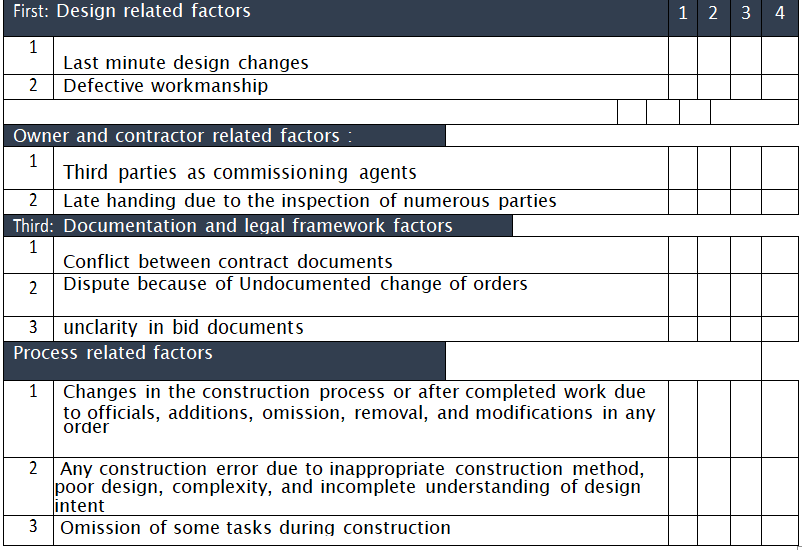 First: Design related factors 1 2 3 4
1 Last minute design changes
2 Defective workmanship
Owner and contractor related factors :
1 Third parties as commissioning agents
2 Late handing due to the inspection of numerous parties
Third: Documentation and legal framework factors
1 Conflict between contract documents
2 Dispute because of Undocumented change of orders
3 unclarity in bid documents
Process related factors
1 Changes in the construction process or after completed work due
to officials, additions, omission, removal, and modifications in any
order
2 Any construction error due to inappropriate construction method,
poor design, complexity, and incomplete understanding of design
intent
3 Omission of some tasks during construction